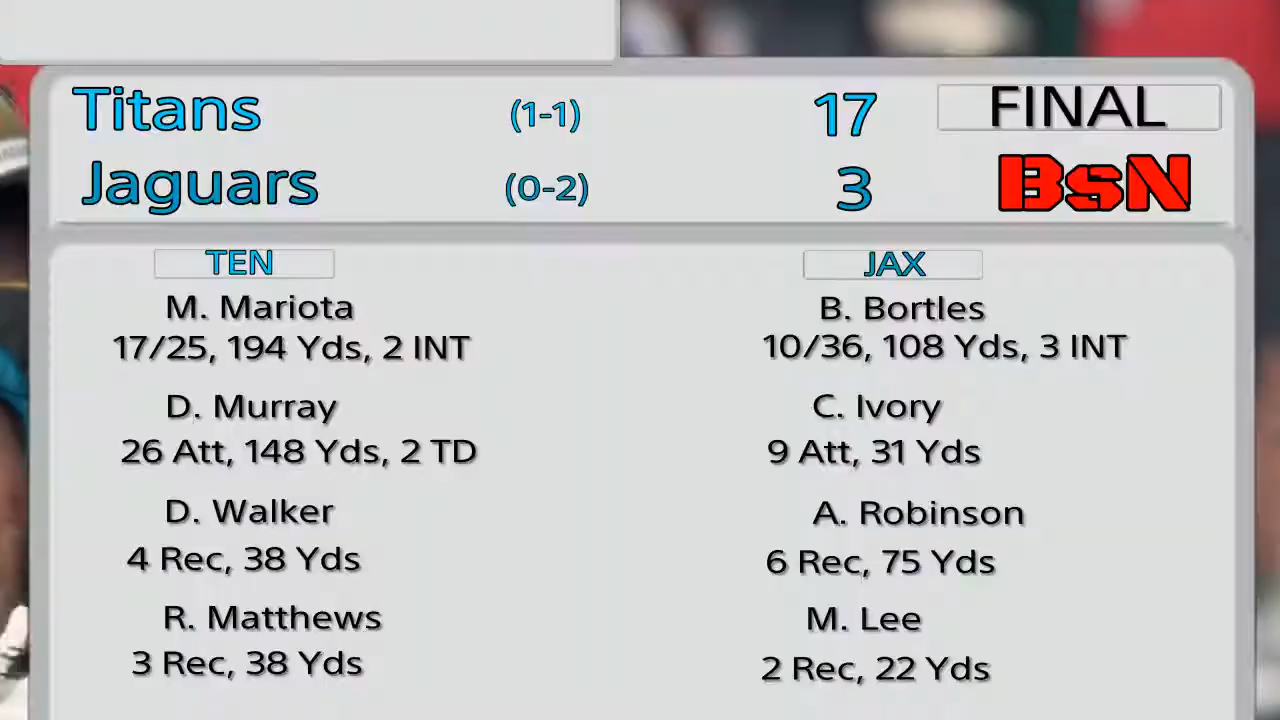 Titans (1-1) 17 FINAL
Jaguars (0-2) 3 BsN
TEN JAX
M. Mariota B. Bortles
17/25, 194 Yds, 2 INT 10/36, 108 Yds, 3 INT
D. Murray C. Ivory
26 Att, 148 Yds, 2 TD 9 Att, 31 Yds
D. Walker A. Robinson
4 Rec, 38 Yds 6 Rec, 75 Yds
R. Matthews M. Lee
3 Rec, 38 Yds 2 Rec, 22 Yds